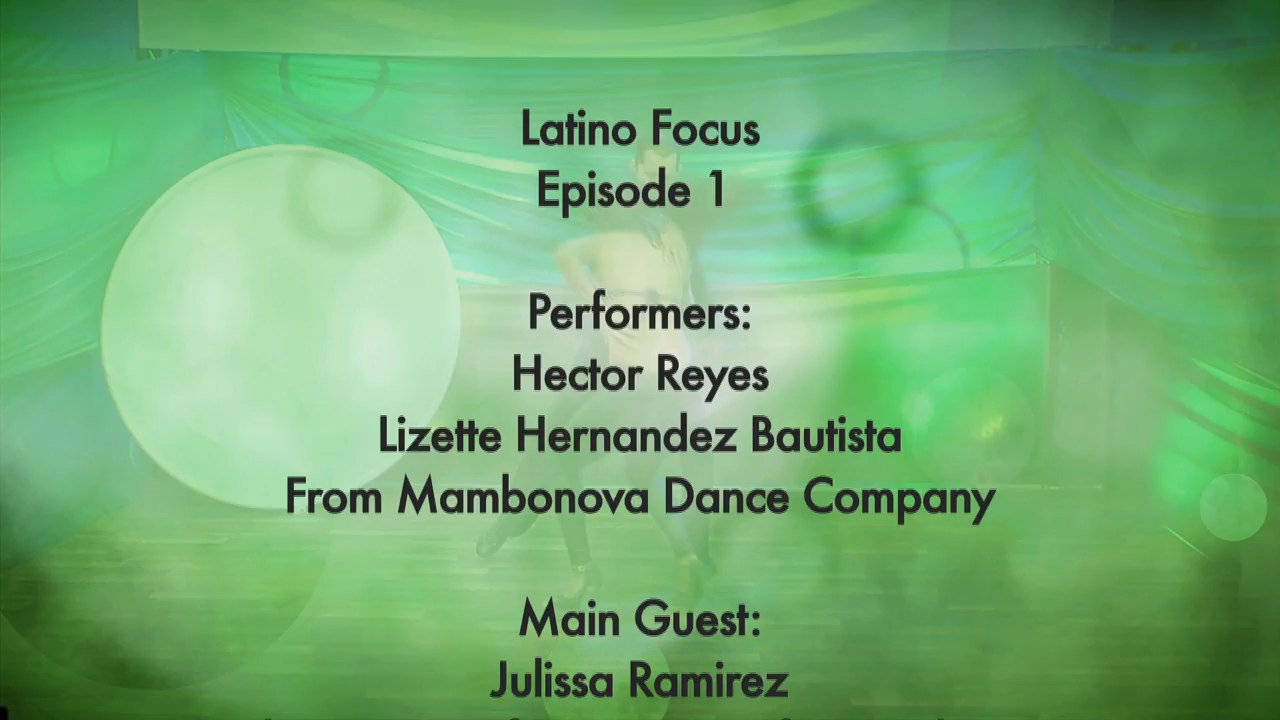 Latino Focus
Episode 1
Performers:
Hector Reyes
Lizette Hernandez Bautista
From Mambonova Dance Company
Main Guest:
Julissa Ramirez